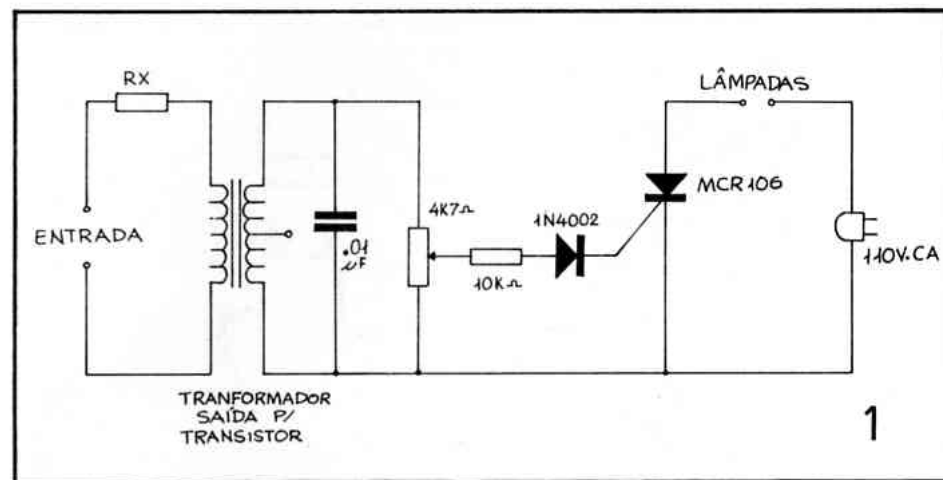 RX
LÂMPADAS
MCR106
4K7Ω
1N4002
ENTRADA
.01
µF
10KΩ
110V.CA
TRANFORMADOR
SAÍDA P/
TRANSISTOR
1